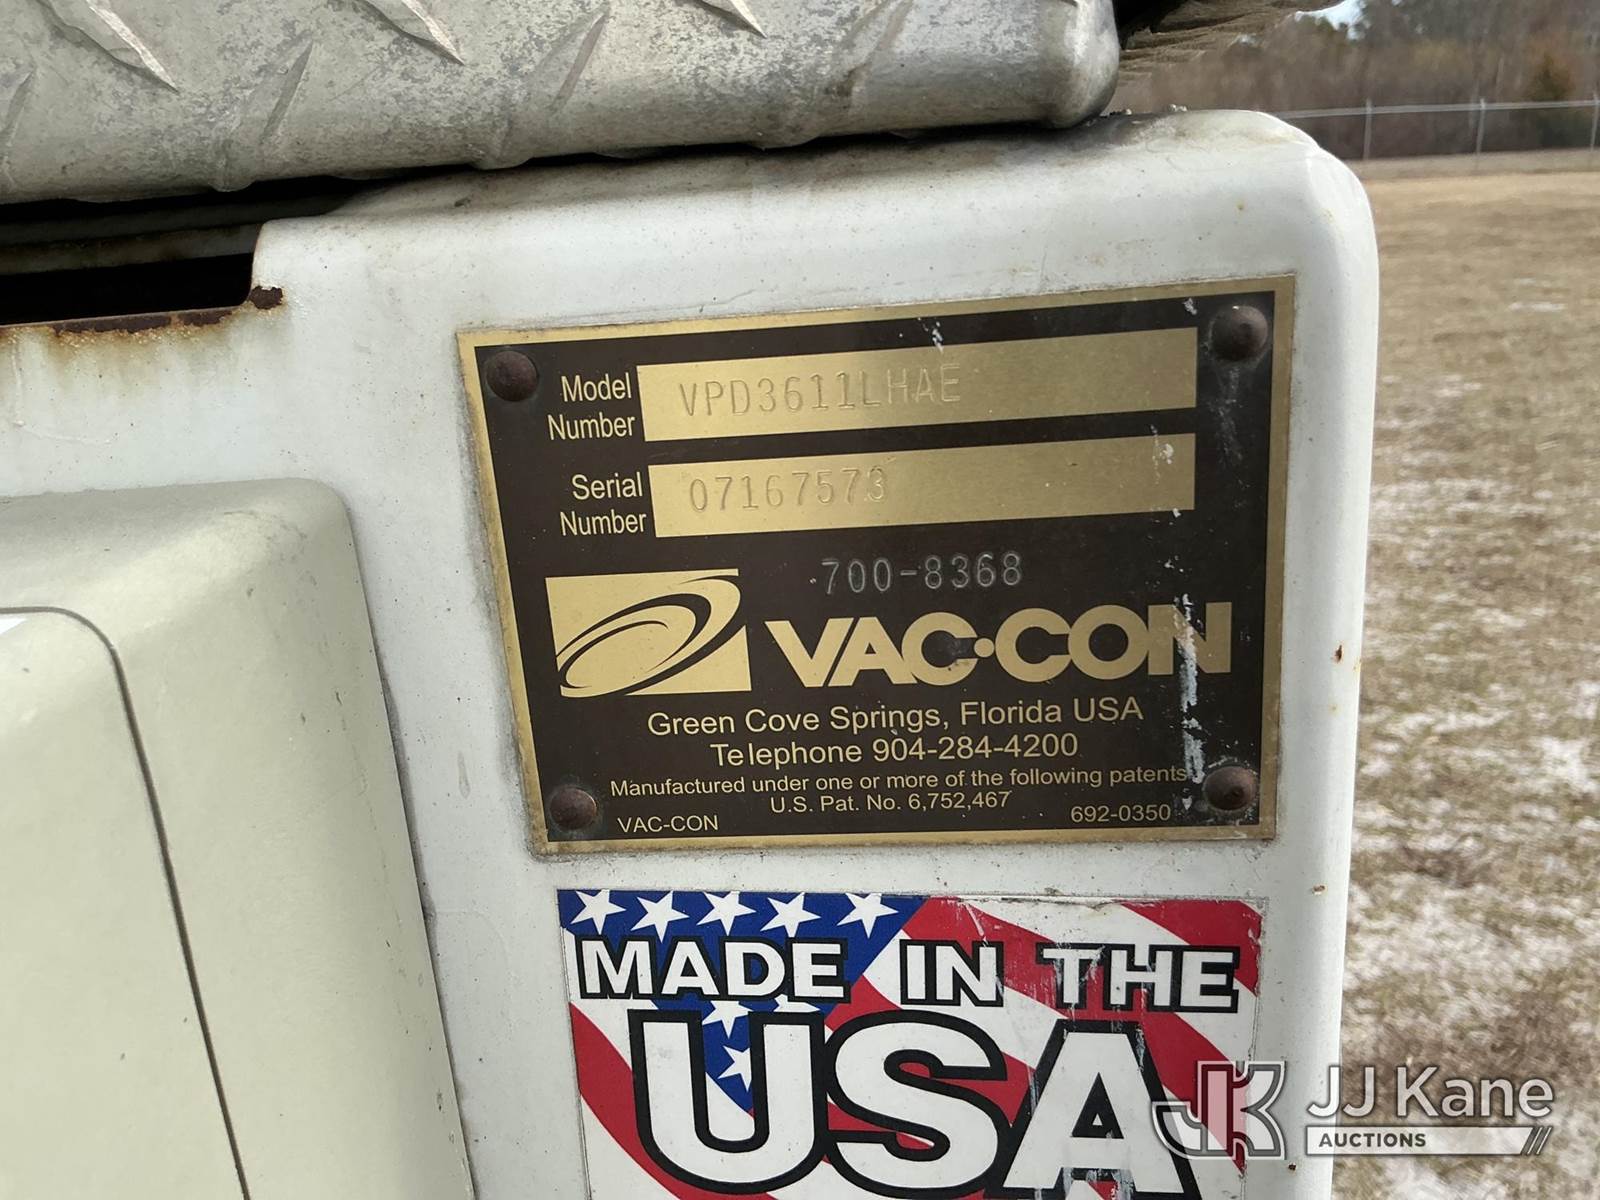 Model Number VPD3611LHAE
Serial Number 07167573
700-8368
VAC·CON
Green Cove Springs, Florida USA
Telephone 904-284-4200
Manufactured under one or more of the following patents
U.S. Pat. No. 6,752,467
VAC-CON 692-0350
MADE IN THE
USA
JK JJ Kane
AUCTIONS